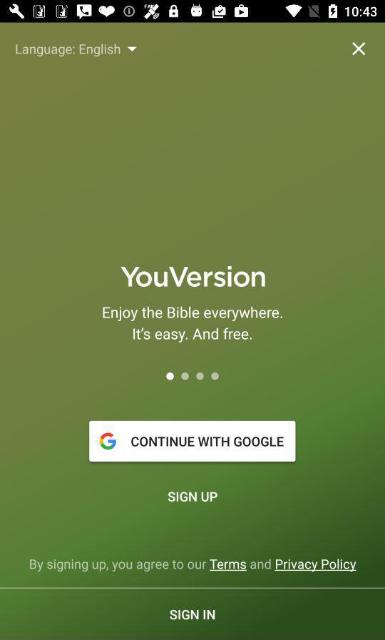 10:43
Language: English
YouVersion
Enjoy the Bible everywhere.
It's easy. And free.
CONTINUE WITH GOOGLE
SIGN UP
By signing up, you agree to our Terms and Privacy Policy
SIGN IN